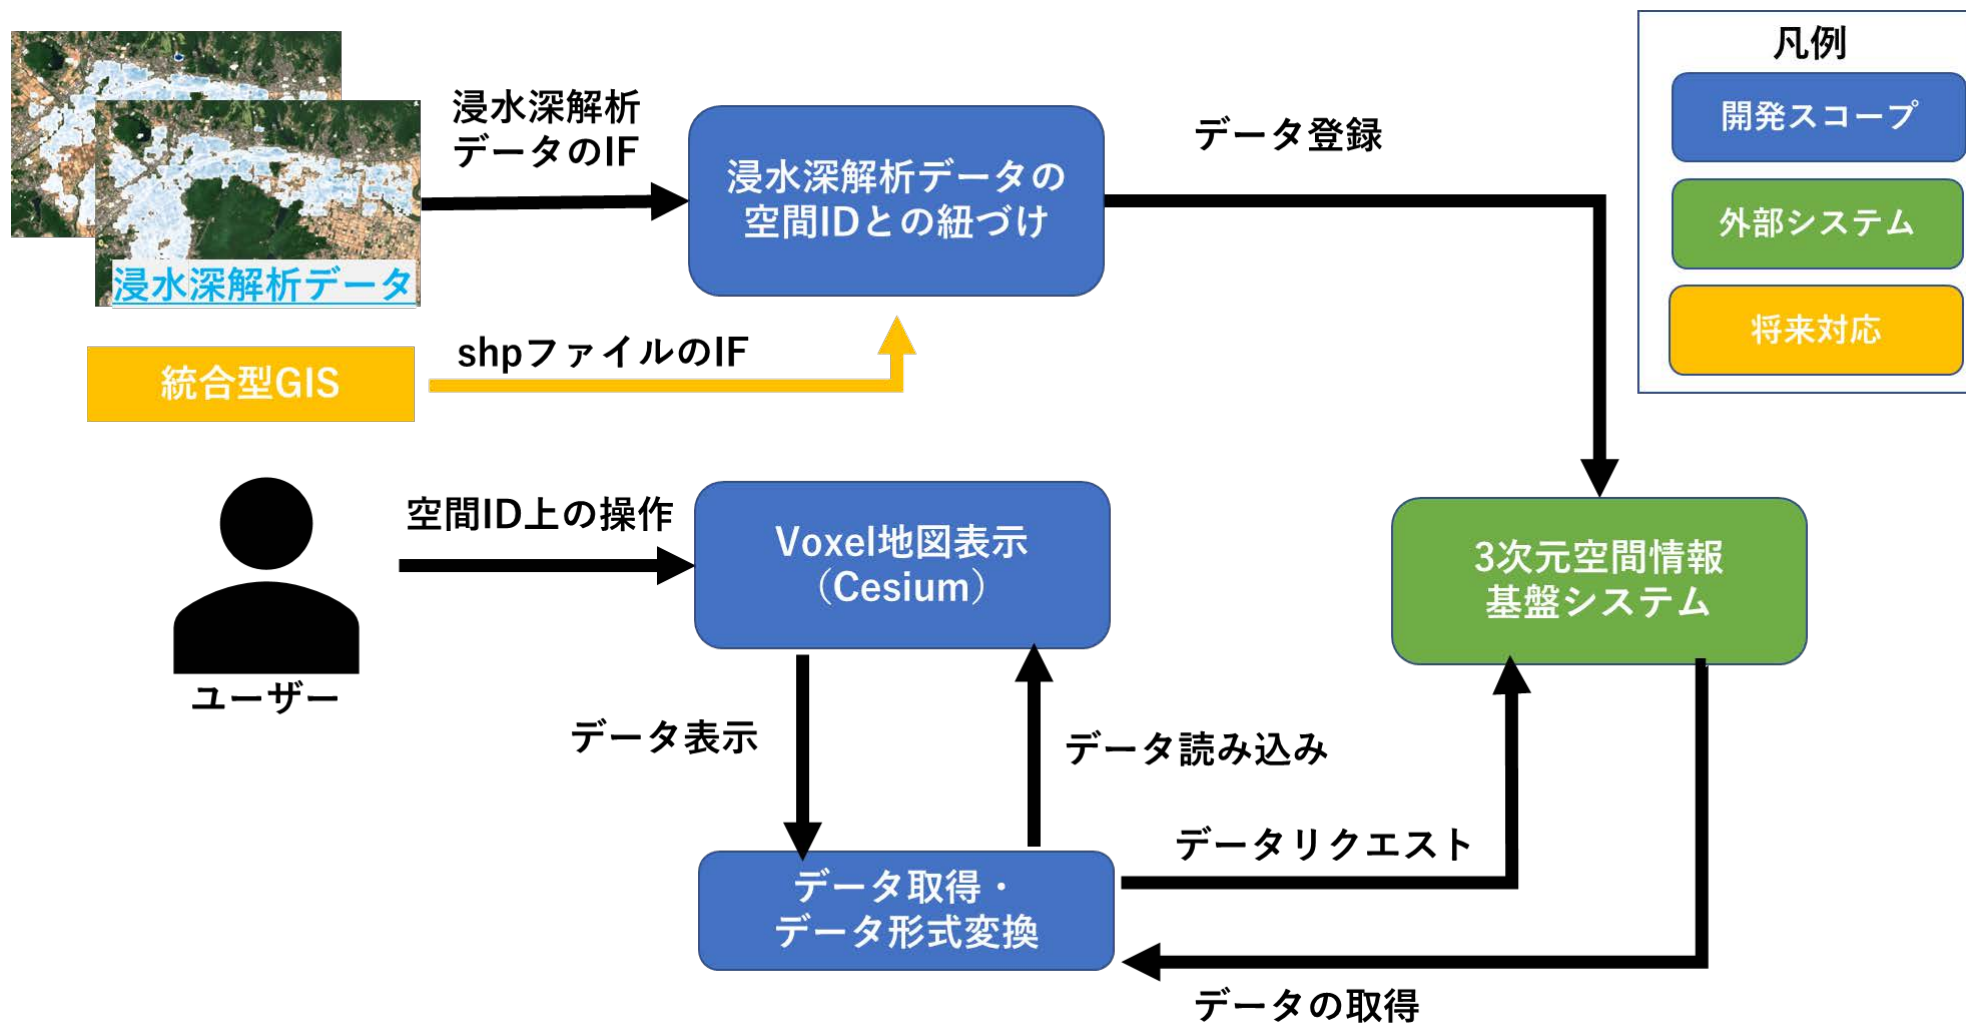 浸水深解析
データのIF
浸水深解析データの
空間IDとの紐づけ
データ登録
凡例
開発スコープ
外部システム
将来対応
浸水深解析データ
統合型GIS
shpファイルのIF
ユーザー
空間ID上の操作
Voxel地図表示
（Cesium）
3次元空間情報
基盤システム
データ表示
データ読み込み
データリクエスト
データ取得・
データ形式変換
データの取得